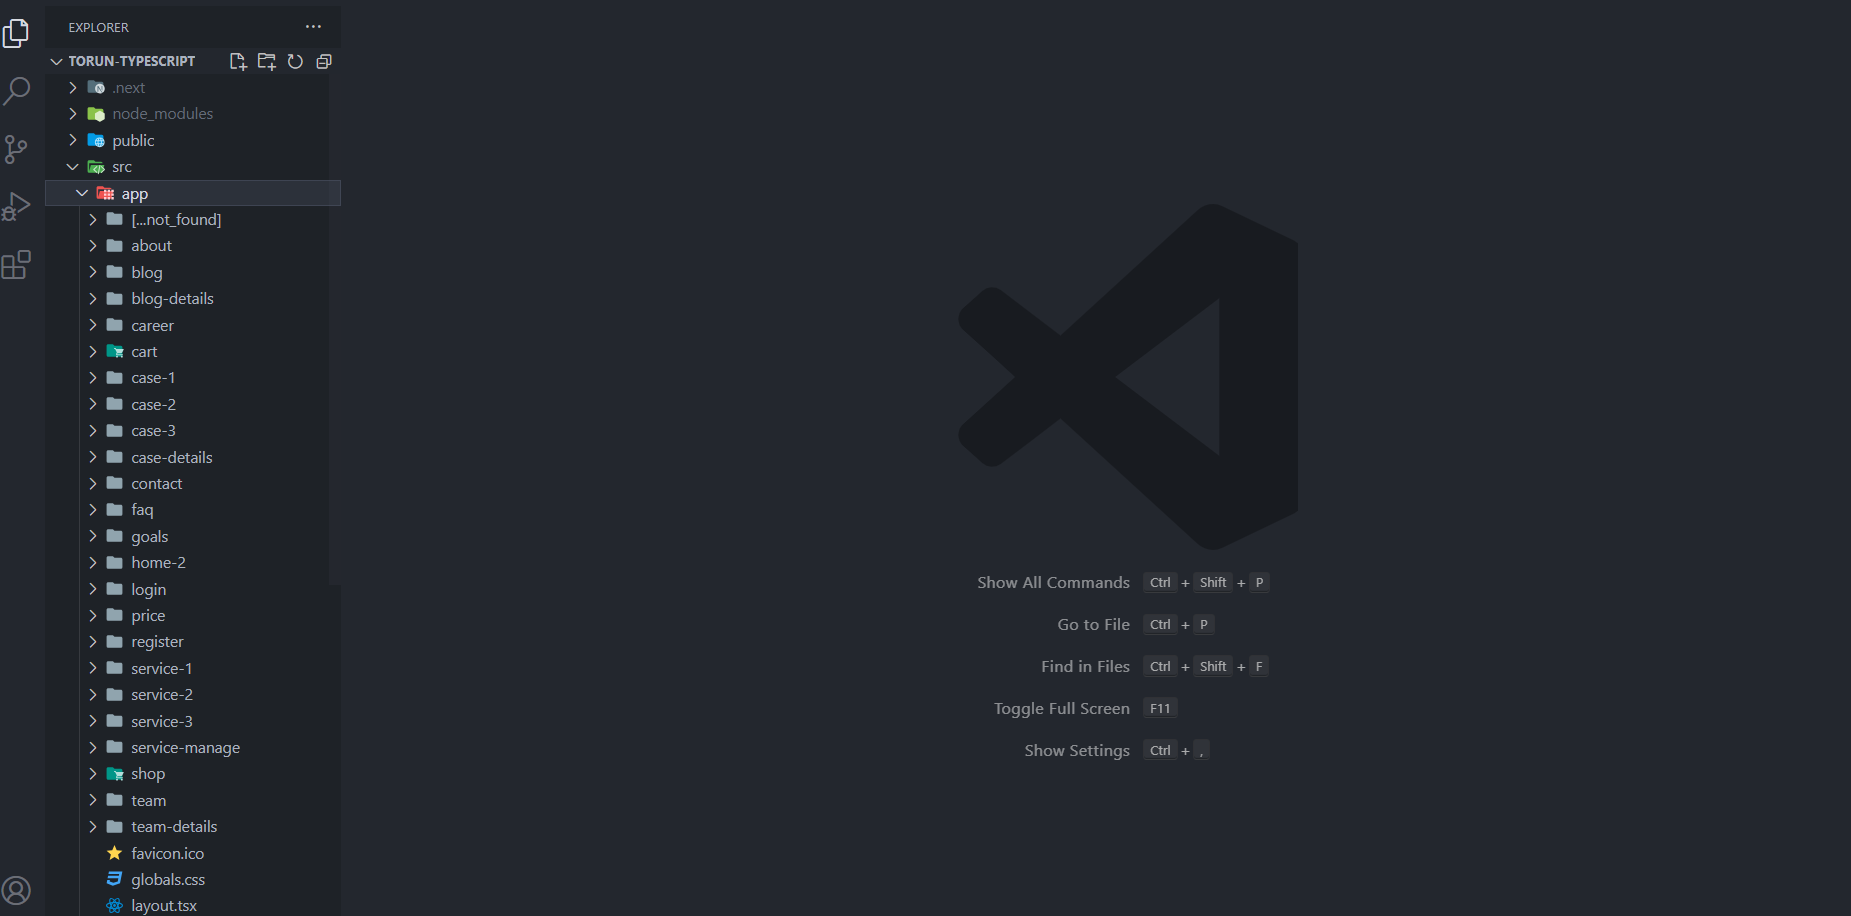 EXPLORER
TORUN-TYPESCRIPT
.next
node_modules
public
src
app
[...not_found]
about
blog
blog-details
career
cart
case-1
case-2
case-3
case-details
contact
faq
goals
home-2
login
price
register
service-1
service-2
service-3
service-manage
shop
team
team-details
favicon.ico
globals.css
layout.tsx
Show All Commands Ctrl + Shift + P
Go to File Ctrl + P
Find in Files Ctrl + Shift + F
Toggle Full Screen F11
Show Settings Ctrl + ,